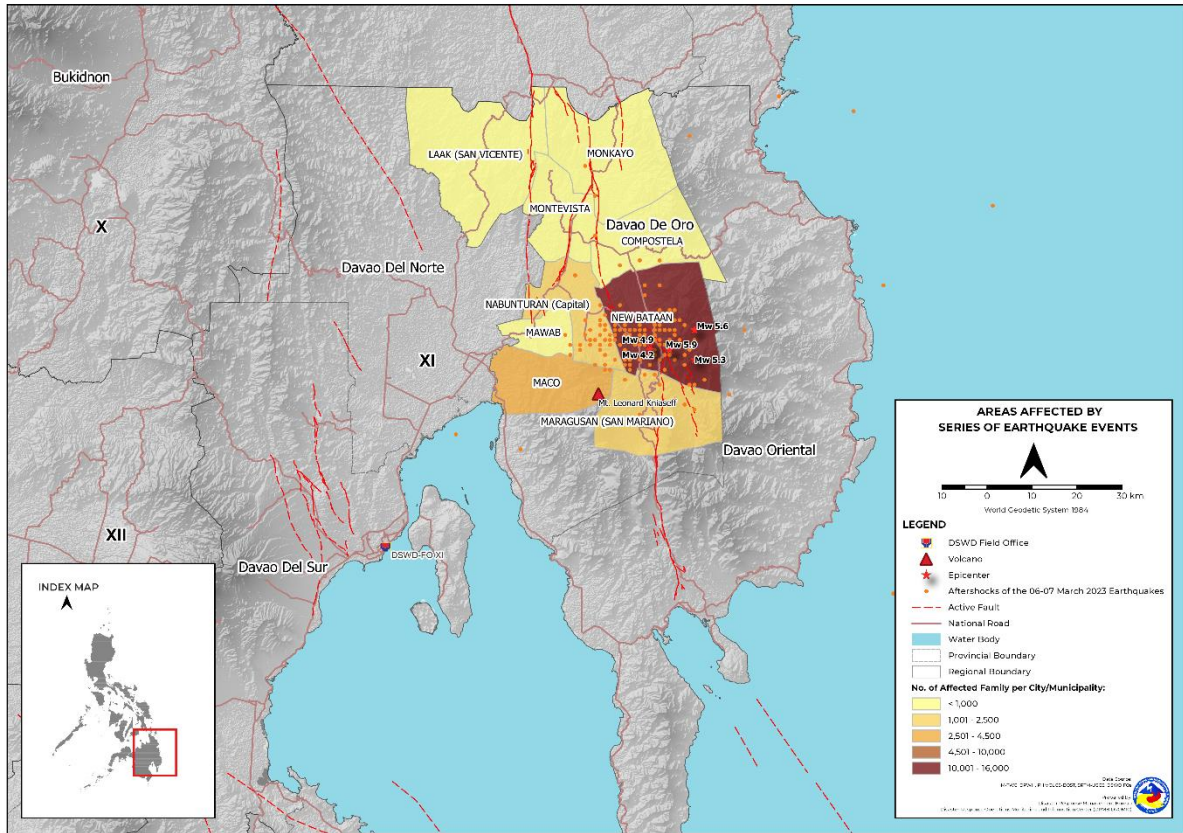 Bukidnon
X
LAAK (SAN VICENTE)
MONKAYO
MONTEVISTA
Davao De Oro
COMPOSTELA
Davao Del Norte
NABUNTURAN (Capital)
NEW BATAAN
MAWAB
Mw 5.6
Mw 4.9
Mw 5.9
Mw 4.2
Mw 5.3
XI
MACO
Mt. Leonard Kniaseff
MARAGUSAN (SAN MARIANO)
Davao Oriental
XII
DSWD-FO XI
Davao Del Sur
INDEX MAP
AREAS AFFECTED BY
SERIES OF EARTHQUAKE EVENTS
10 0 10 20 30 km
World Geodetic System 1984
LEGEND
DSWD Field Office
Volcano
Epicenter
Aftershocks of the 06-07 March 2023 Earthquakes
Active Fault
National Road
Water Body
Provincial Boundary
Regional Boundary
No. of Affected Family per City/Municipality:
< 1,000
1,001 - 2,500
2,501 - 4,500
4,501 - 10,000
10,001 - 16,000
Data Source
Prepared by